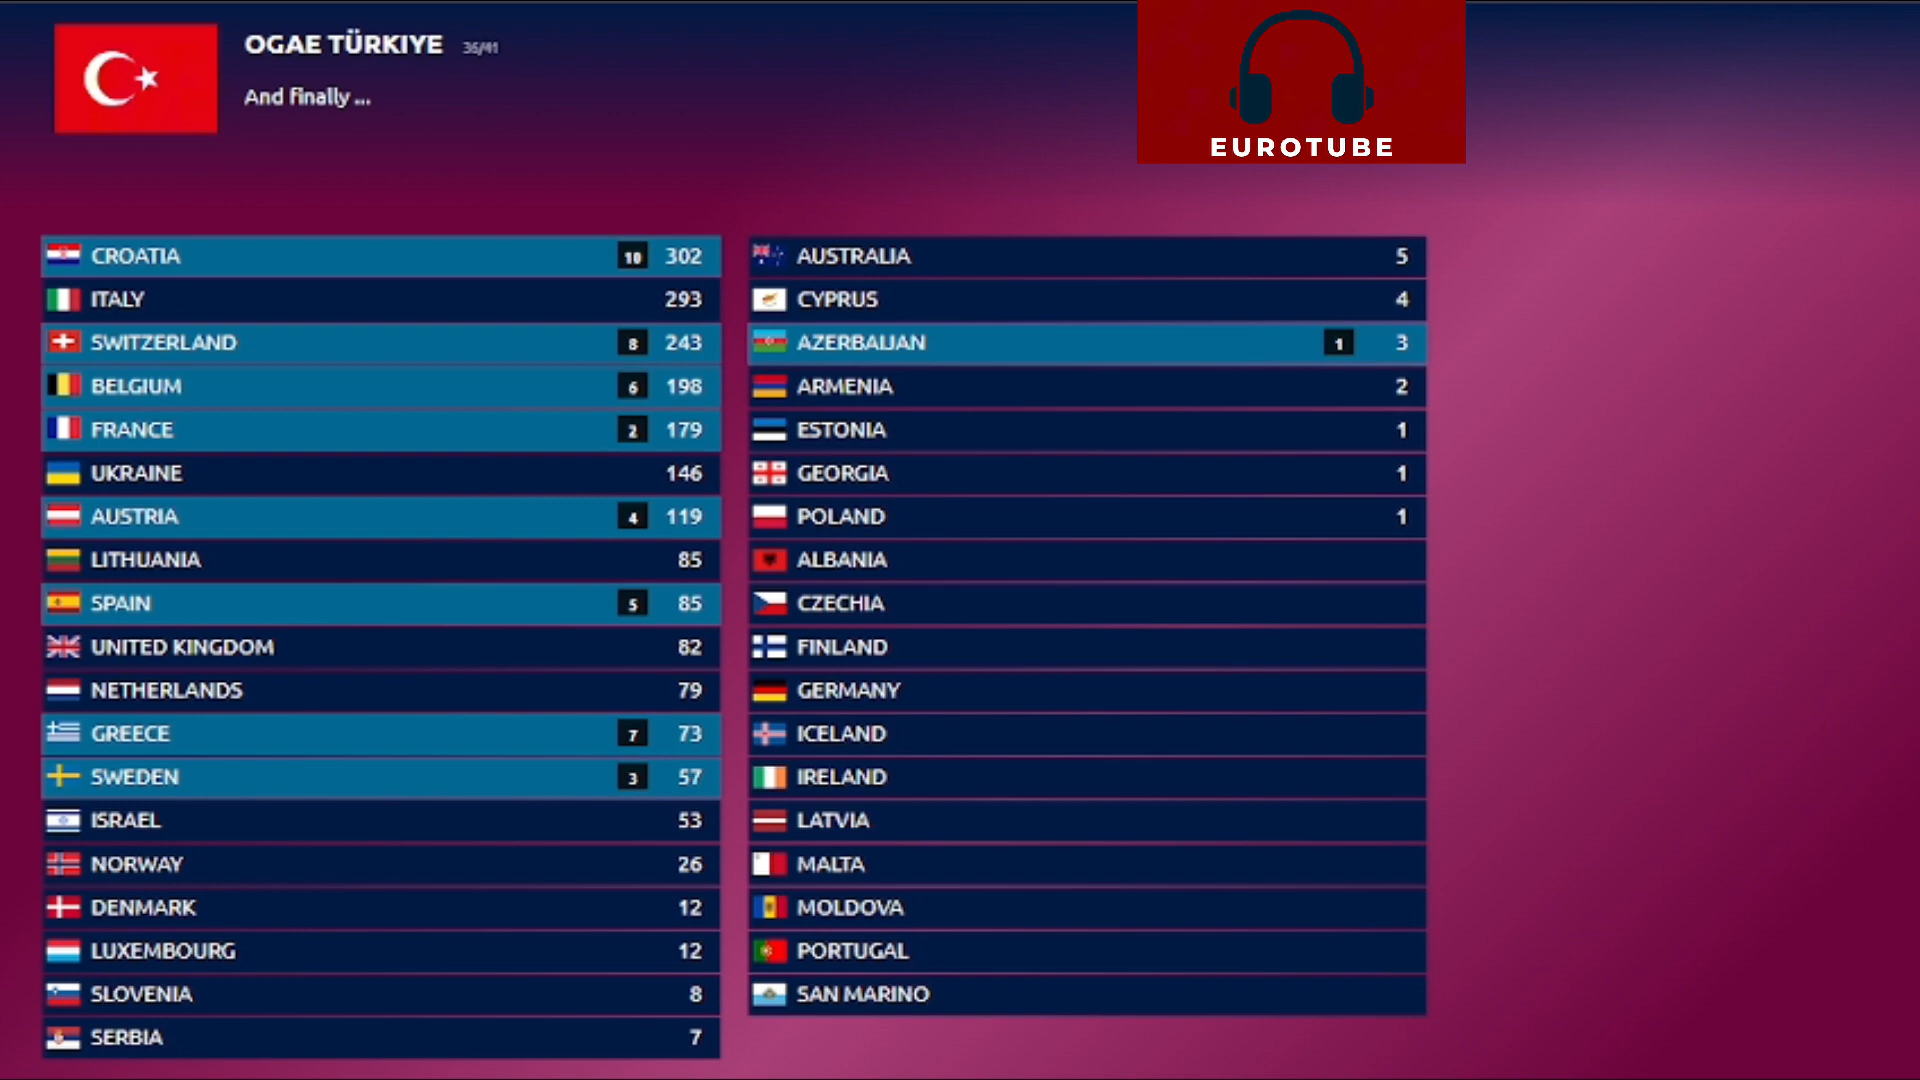 OGAE TÜRKIYE 36/41
And finally ...
EUROTUBE
CROATIA 10 302
ITALY 293
SWITZERLAND 8 243
BELGIUM 6 198
FRANCE 2 179
UKRAINE 146
AUSTRIA 4 119
LITHUANIA 85
SPAIN 5 85
UNITED KINGDOM 82
NETHERLANDS 79
GREECE 7 73
SWEDEN 3 57
ISRAEL 53
NORWAY 26
DENMARK 12
LUXEMBOURG 12
SLOVENIA 8
SERBIA 7
AUSTRALIA 5
CYPRUS 4
AZERBAIJAN 1 3
ARMENIA 2
ESTONIA 1
GEORGIA 1
POLAND 1
ALBANIA
CZECHIA
FINLAND
GERMANY
ICELAND
IRELAND
LATVIA
MALTA
MOLDOVA
PORTUGAL
SAN MARINO